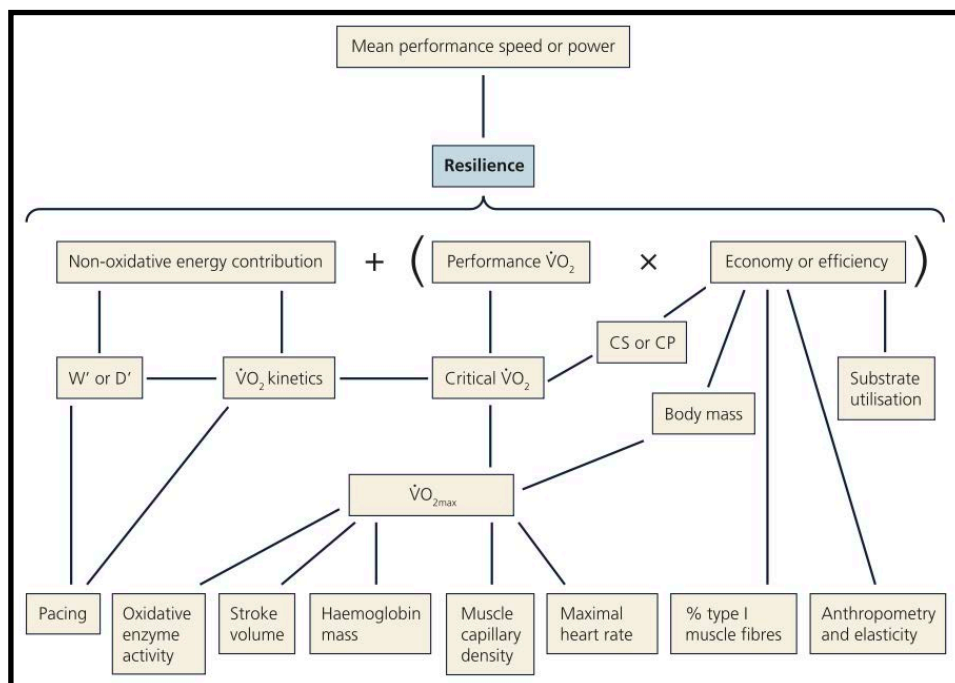 Mean performance speed or power
Resilience
Non-oxidative energy contribution + ( Performance V̇O₂ × Economy or efficiency )
CS or CP
W' or D'
V̇O₂ kinetics
Critical V̇O₂
Substrate
utilisation
Body mass
V̇O₂max
Pacing
Oxidative
enzyme
activity
Stroke
volume
Haemoglobin
mass
Muscle
capillary
density
Maximal
heart rate
% type I
muscle fibres
Anthropometry
and elasticity